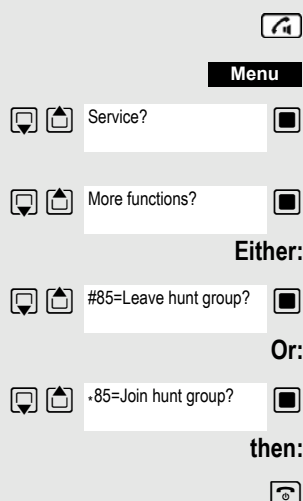 Menu
Service?
More functions?
Either:
#85=Leave hunt group?
Or:
*85=Join hunt group?
then: